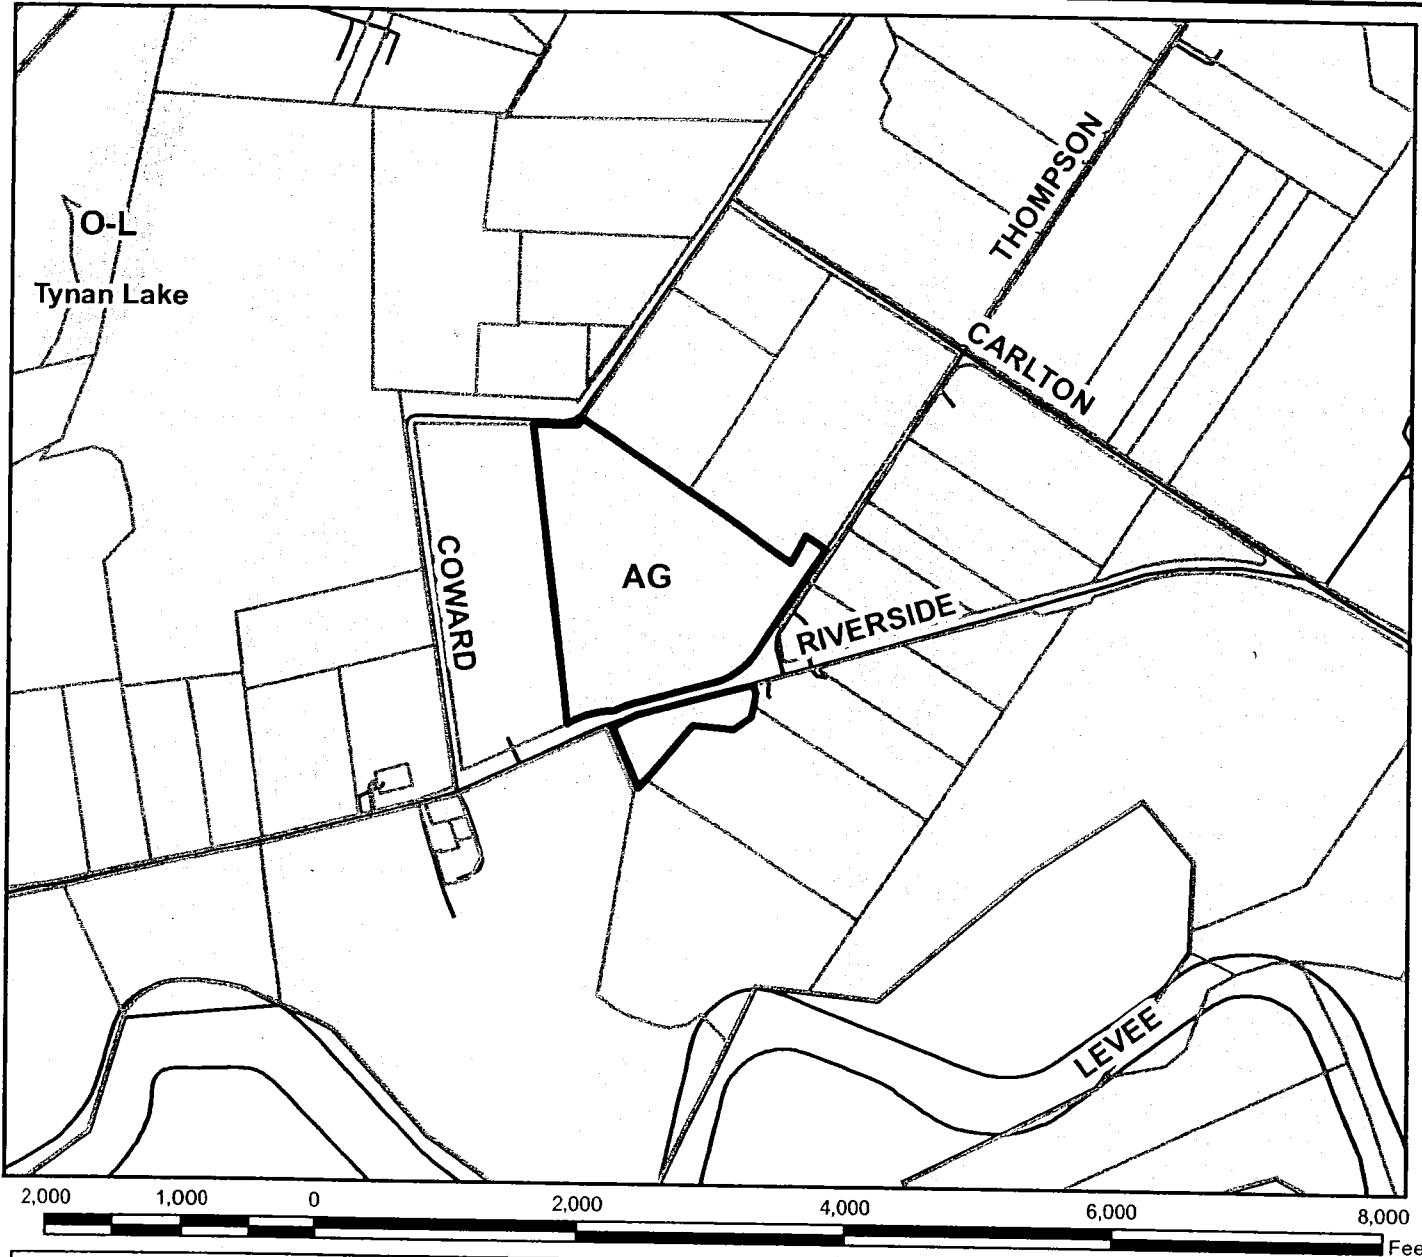 THOMPSON
O-L
Tynan Lake
CARLTON
COWARD
AG
RIVERSIDE
LEVEE
2,000 1,000 0 2,000 4,000 6,000 8,000
Fee